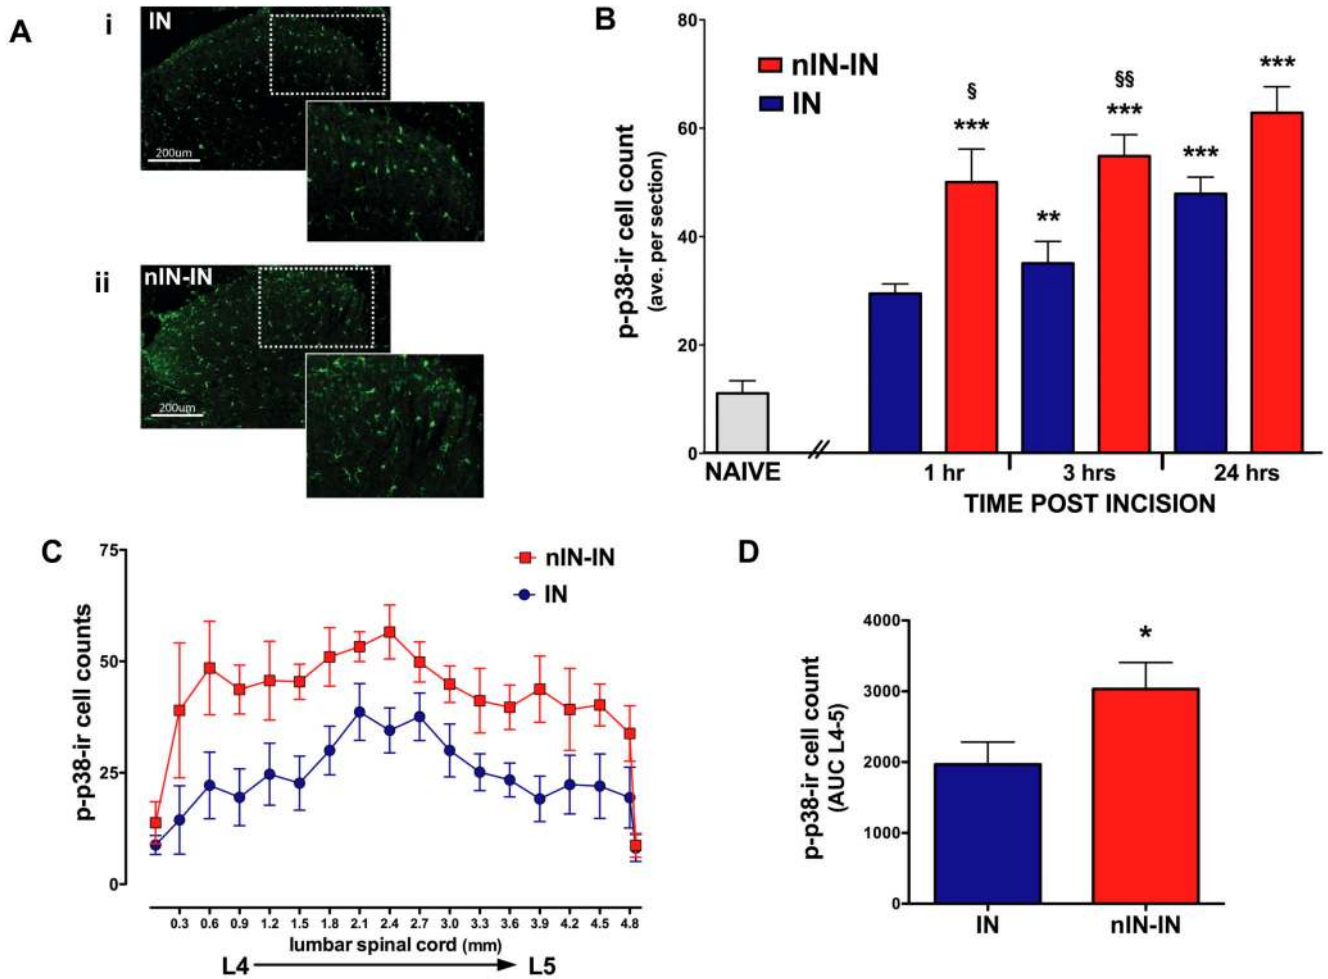 A
i
IN
200um
ii
nIN-IN
200um
B
80
60
40
20
0
p-p38-ir cell count
(ave. per section)
nIN-IN
IN
§
***
**
§§
***
***
***
NAIVE
1 hr
3 hrs
24 hrs
TIME POST INCISION
C
75
50
25
0
p-p38-ir cell counts
nIN-IN
IN
0.3 0.6 0.9 1.2 1.5 1.8 2.1 2.4 2.7 3.0 3.3 3.6 3.9 4.2 4.5 4.8
lumbar spinal cord (mm)
L4 L5
D
4000
3000
2000
1000
0
p-p38-ir cell count
(AUC L4-5)
*
IN
nIN-IN